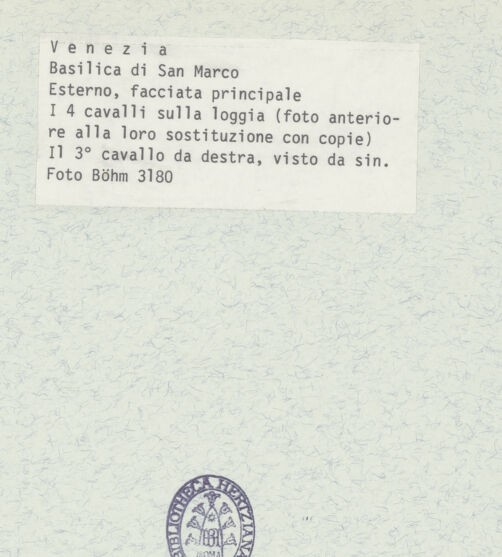 V e n e z i a
Basilica di San Marco
Esterno, facciata principale
I 4 cavalli sulla loggia (foto anterio-
re alla loro sostituzione con copie)
Il 3° cavallo da destra, visto da sin.
Foto Böhm 3180
BIBLIOTHECA HERTZIANA
ROMA